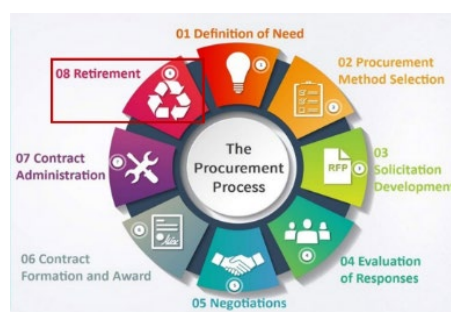 01 Definition of Need
02 Procurement
Method Selection
03
Solicitation
Development
RFP
04 Evaluation
of Responses
05 Negotiations
06 Contract
Formation and Award
07 Contract
Administration
08 Retirement
The
Procurement
Process